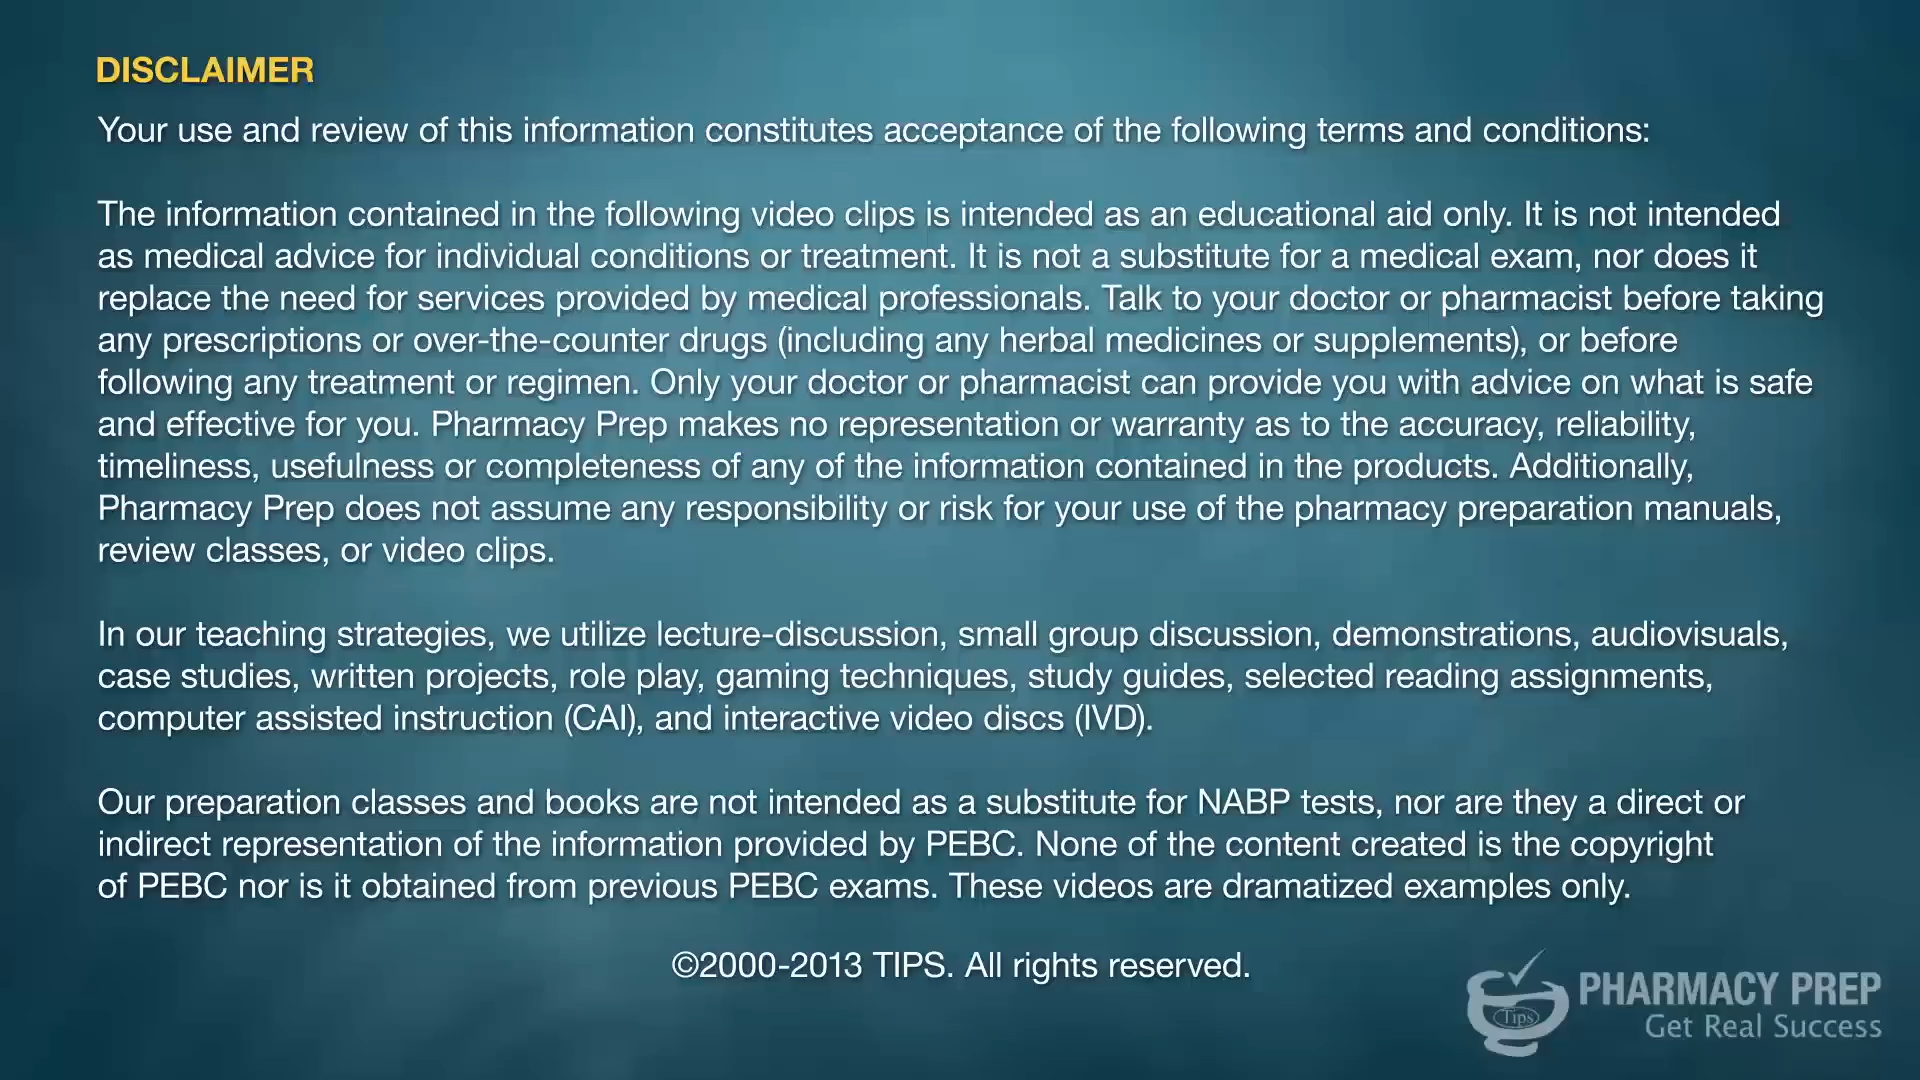 DISCLAIMER
Your use and review of this information constitutes acceptance of the following terms and conditions:
The information contained in the following video clips is intended as an educational aid only. It is not intended
as medical advice for individual conditions or treatment. It is not a substitute for a medical exam, nor does it
replace the need for services provided by medical professionals. Talk to your doctor or pharmacist before taking
any prescriptions or over-the-counter drugs (including any herbal medicines or supplements), or before
following any treatment or regimen. Only your doctor or pharmacist can provide you with advice on what is safe
and effective for you. Pharmacy Prep makes no representation or warranty as to the accuracy, reliability,
timeliness, usefulness or completeness of any of the information contained in the products. Additionally,
Pharmacy Prep does not assume any responsibility or risk for your use of the pharmacy preparation manuals,
review classes, or video clips.
In our teaching strategies, we utilize lecture-discussion, small group discussion, demonstrations, audiovisuals,
case studies, written projects, role play, gaming techniques, study guides, selected reading assignments,
computer assisted instruction (CAI), and interactive video discs (IVD).
Our preparation classes and books are not intended as a substitute for NABP tests, nor are they a direct or
indirect representation of the information provided by PEBC. None of the content created is the copyright
of PEBC nor is it obtained from previous PEBC exams. These videos are dramatized examples only.
©2000-2013 TIPS. All rights reserved.
Tips
PHARMACY PREP
Get Real Success